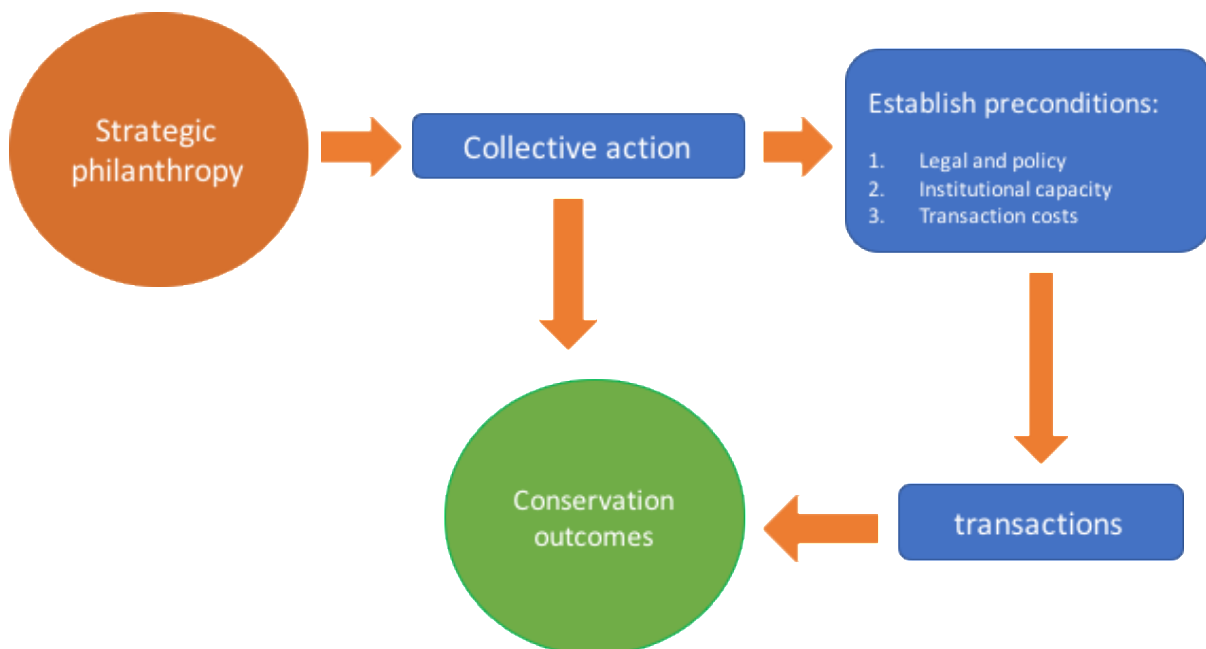 Strategic
philanthropy
Collective action
Establish preconditions:
1. Legal and policy
2. Institutional capacity
3. Transaction costs
Conservation
outcomes
transactions